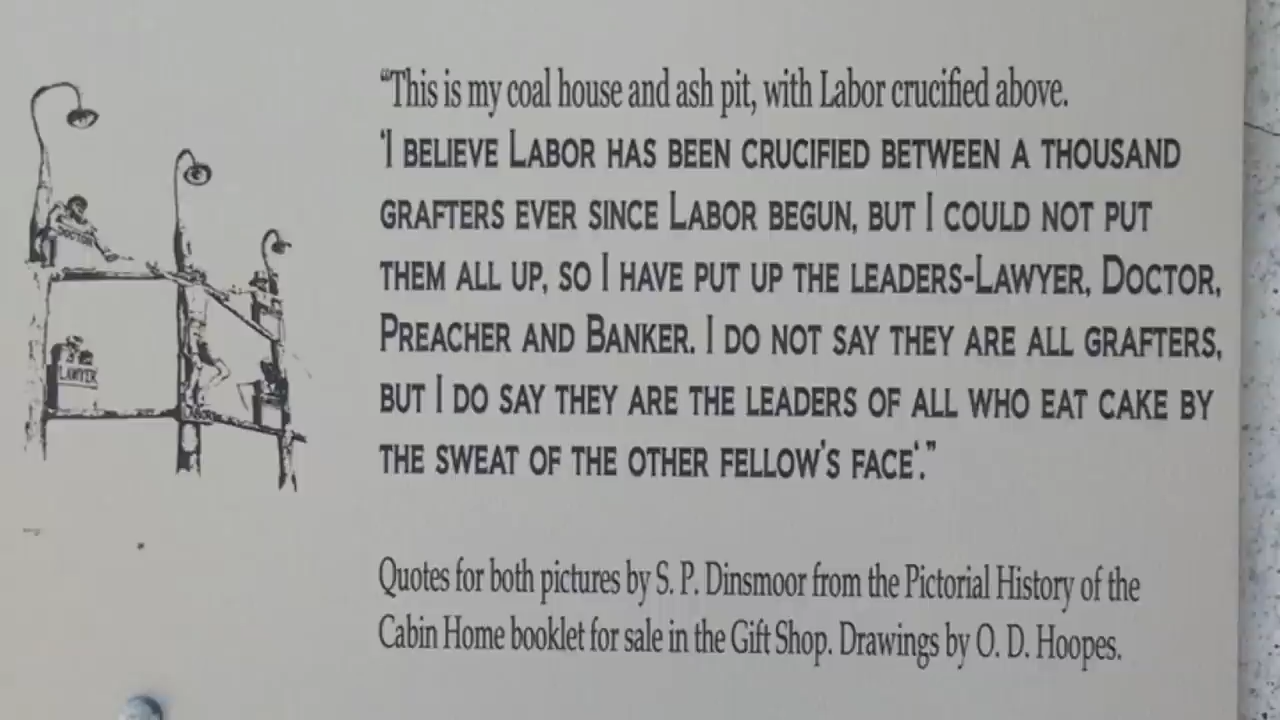 “This is my coal house and ash pit, with Labor crucified above.
‘I BELIEVE LABOR HAS BEEN CRUCIFIED BETWEEN A THOUSAND
GRAFTERS EVER SINCE LABOR BEGUN, BUT I COULD NOT PUT
THEM ALL UP, SO I HAVE PUT UP THE LEADERS-LAWYER, DOCTOR,
PREACHER AND BANKER. I DO NOT SAY THEY ARE ALL GRAFTERS,
BUT I DO SAY THEY ARE THE LEADERS OF ALL WHO EAT CAKE BY
THE SWEAT OF THE OTHER FELLOW'S FACE‘.”
DOCTOR
LAWYER
Quotes for both pictures by S. P. Dinsmoor from the Pictorial History of the
Cabin Home booklet for sale in the Gift Shop. Drawings by O. D. Hoopes.